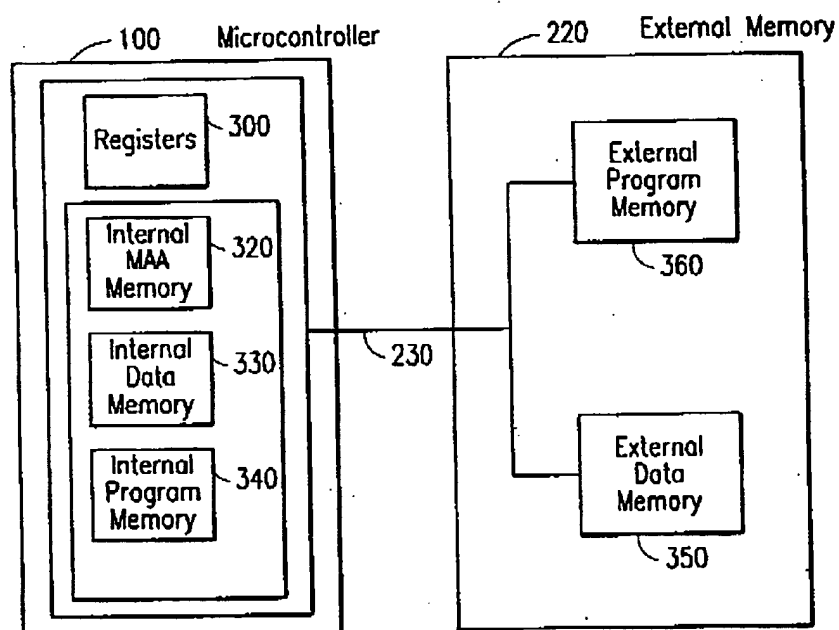 100 Microcontroller
220 External Memory
Registers
300
Internal
MAA
Memory
320
Internal
Data
Memory
330
Internal
Program
Memory
340
230
External
Program
Memory
360
External
Data
Memory
350